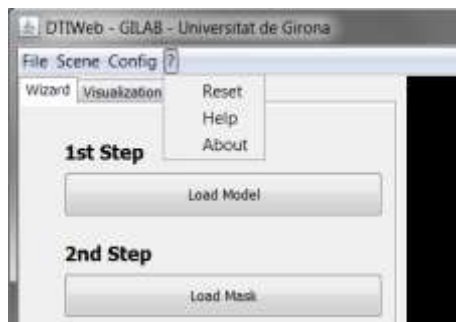 DTIWeb - GILAB - Universitat de Girona
File Scene Config ?
Wizard Visualization
Reset
Help
About
1st Step
Load Model
2nd Step
Load Mask